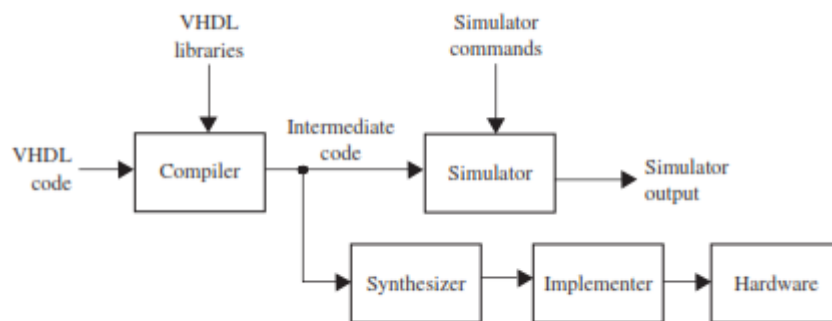 VHDL
libraries
Simulator
commands
VHDL
code
Compiler
Intermediate
code
Simulator
Simulator
output
Synthesizer
Implementer
Hardware